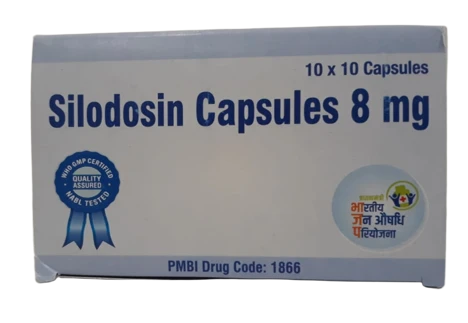 10 x 10 Capsules
Silodosin Capsules 8 mg
WHO GMP CERTIFIED
QUALITY
ASSURED
NABL TESTED
प्रधानमंत्री
भारतीय
जन औषधि
परियोजना
PMBI Drug Code: 1866